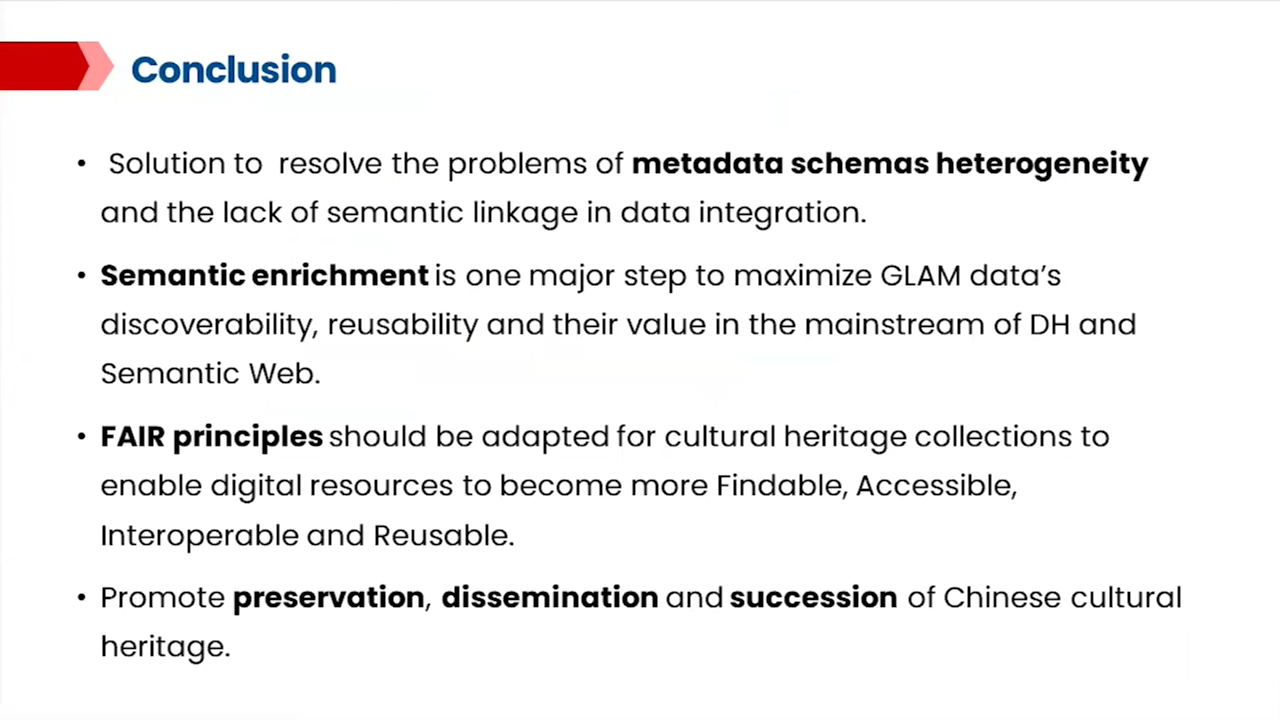 Conclusion
• Solution to resolve the problems of metadata schemas heterogeneity
and the lack of semantic linkage in data integration.
• Semantic enrichment is one major step to maximize GLAM data’s
discoverability, reusability and their value in the mainstream of DH and
Semantic Web.
• FAIR principles should be adapted for cultural heritage collections to
enable digital resources to become more Findable, Accessible,
Interoperable and Reusable.
• Promote preservation, dissemination and succession of Chinese cultural
heritage.